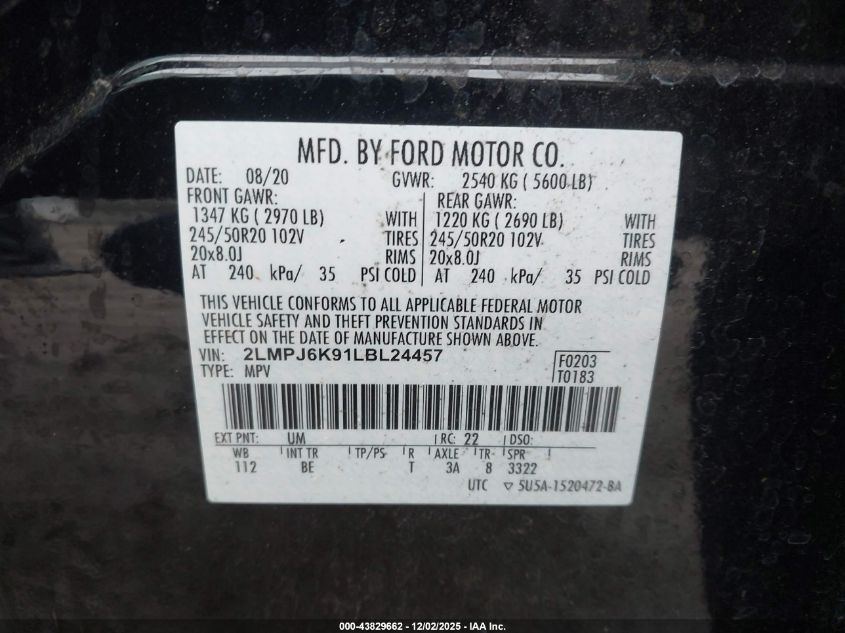 MFD. BY FORD MOTOR CO.
DATE: 08/20 GVWR: 2540 KG ( 5600 LB)
FRONT GAWR: REAR GAWR:
1347 KG ( 2970 LB) WITH 1220 KG ( 2690 LB) WITH
245/50R20 102V TIRES 245/50R20 102V TIRES
20x8.0J RIMS 20x8.0J RIMS
AT 240 kPa/ 35 PSI COLD AT 240 kPa/ 35 PSI COLD
THIS VEHICLE CONFORMS TO ALL APPLICABLE FEDERAL MOTOR
VEHICLE SAFETY AND THEFT PREVENTION STANDARDS IN
EFFECT ON THE DATE OF MANUFACTURE SHOWN ABOVE.
VIN: 2LMPJ6K91LBL24457 F0203
TYPE: MPV T0183
EXT PNT: UM RC: 22 DSO:
WB INT TR TP/PS R AXLE TR SPR
112 BE T 3A 8 3322
UTC ▽ 5U5A-1520472-BA
000-43829662 - 12/02/2025 - IAA Inc.